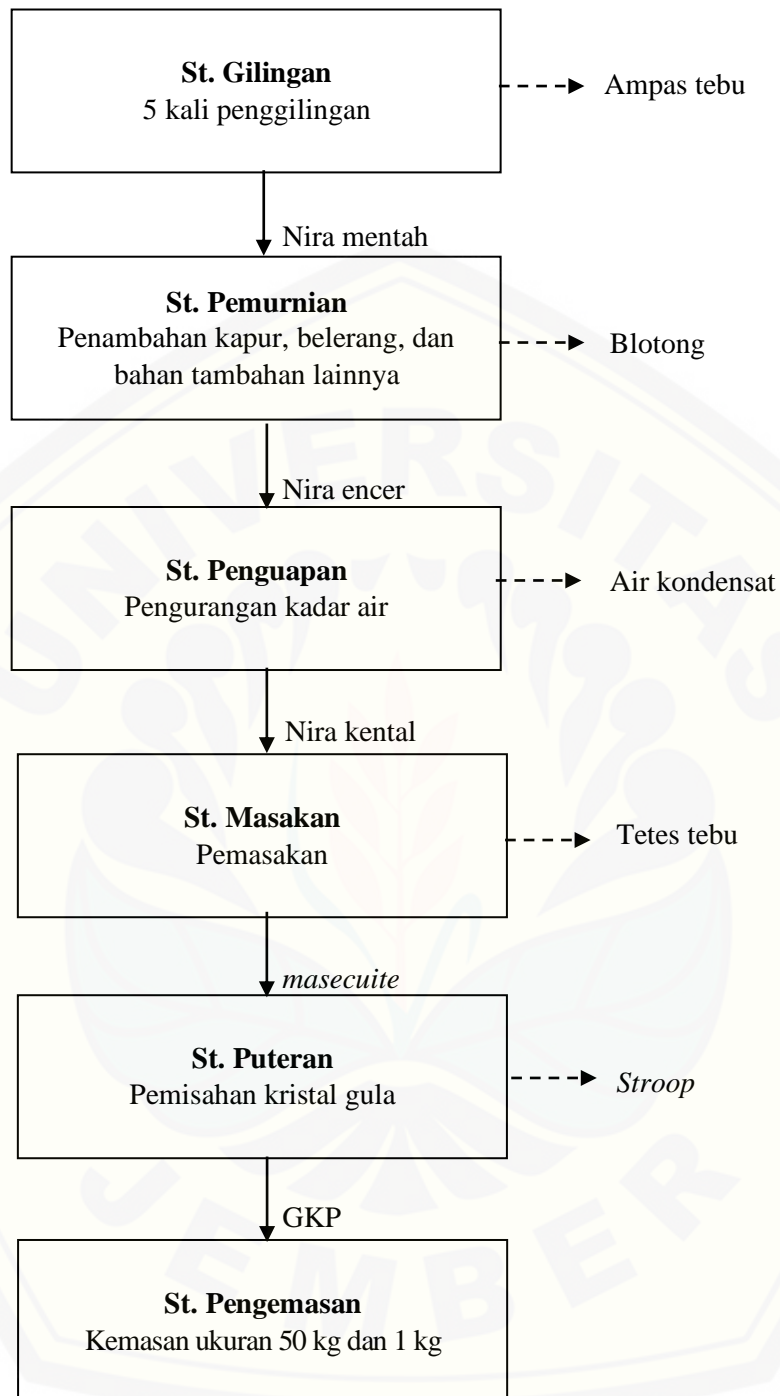 St. Gilingan
5 kali penggilingan
Ampas tebu
Nira mentah
St. Pemurnian
Penambahan kapur, belerang, dan
bahan tambahan lainnya
Blotong
Nira encer
St. Penguapan
Pengurangan kadar air
Air kondensat
Nira kental
St. Masakan
Pemasakan
Tetes tebu
masecuite
St. Puteran
Pemisahan kristal gula
Stroop
GKP
St. Pengemasan
Kemasan ukuran 50 kg dan 1 kg
UNIVERSITAS
JEMBER